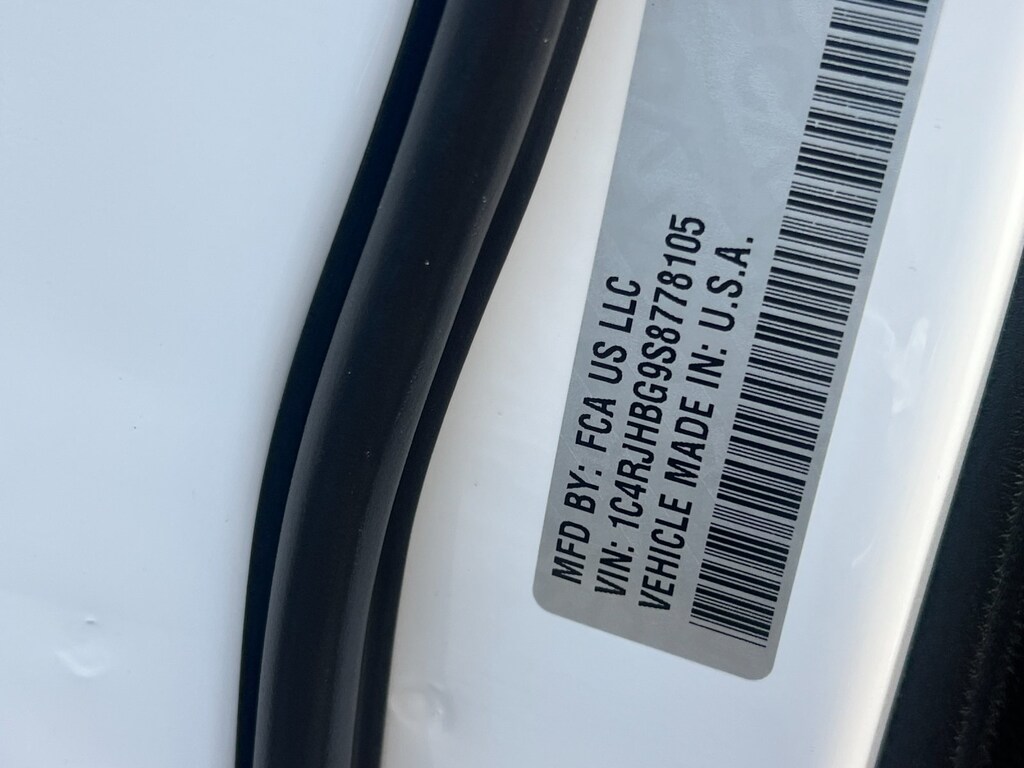 MFD BY: FCA US LLC
VIN: 1C4RJHBG9S8778105
VEHICLE MADE IN: U.S.A.